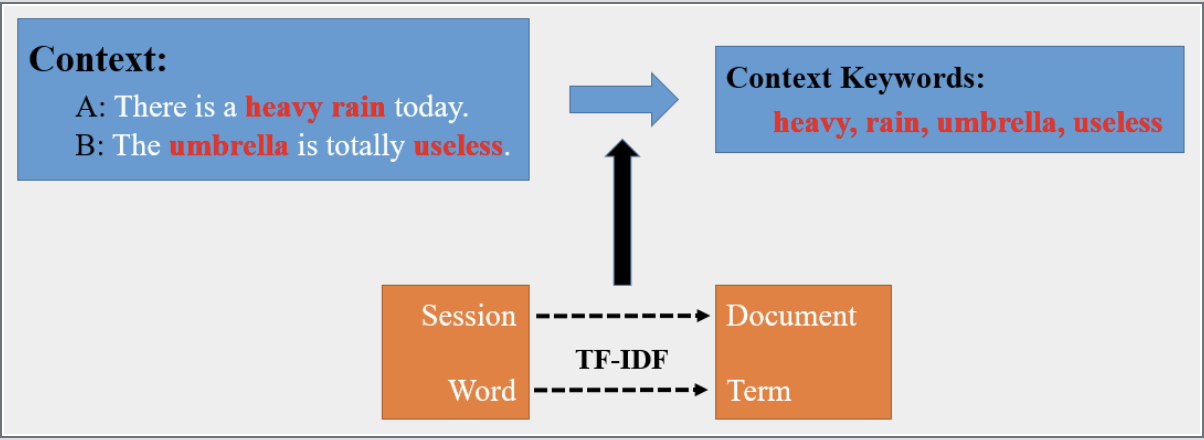 Context:
A: There is a heavy rain today.
B: The umbrella is totally useless.
Context Keywords:
heavy, rain, umbrella, useless
Session
Document
TF-IDF
Word
Term